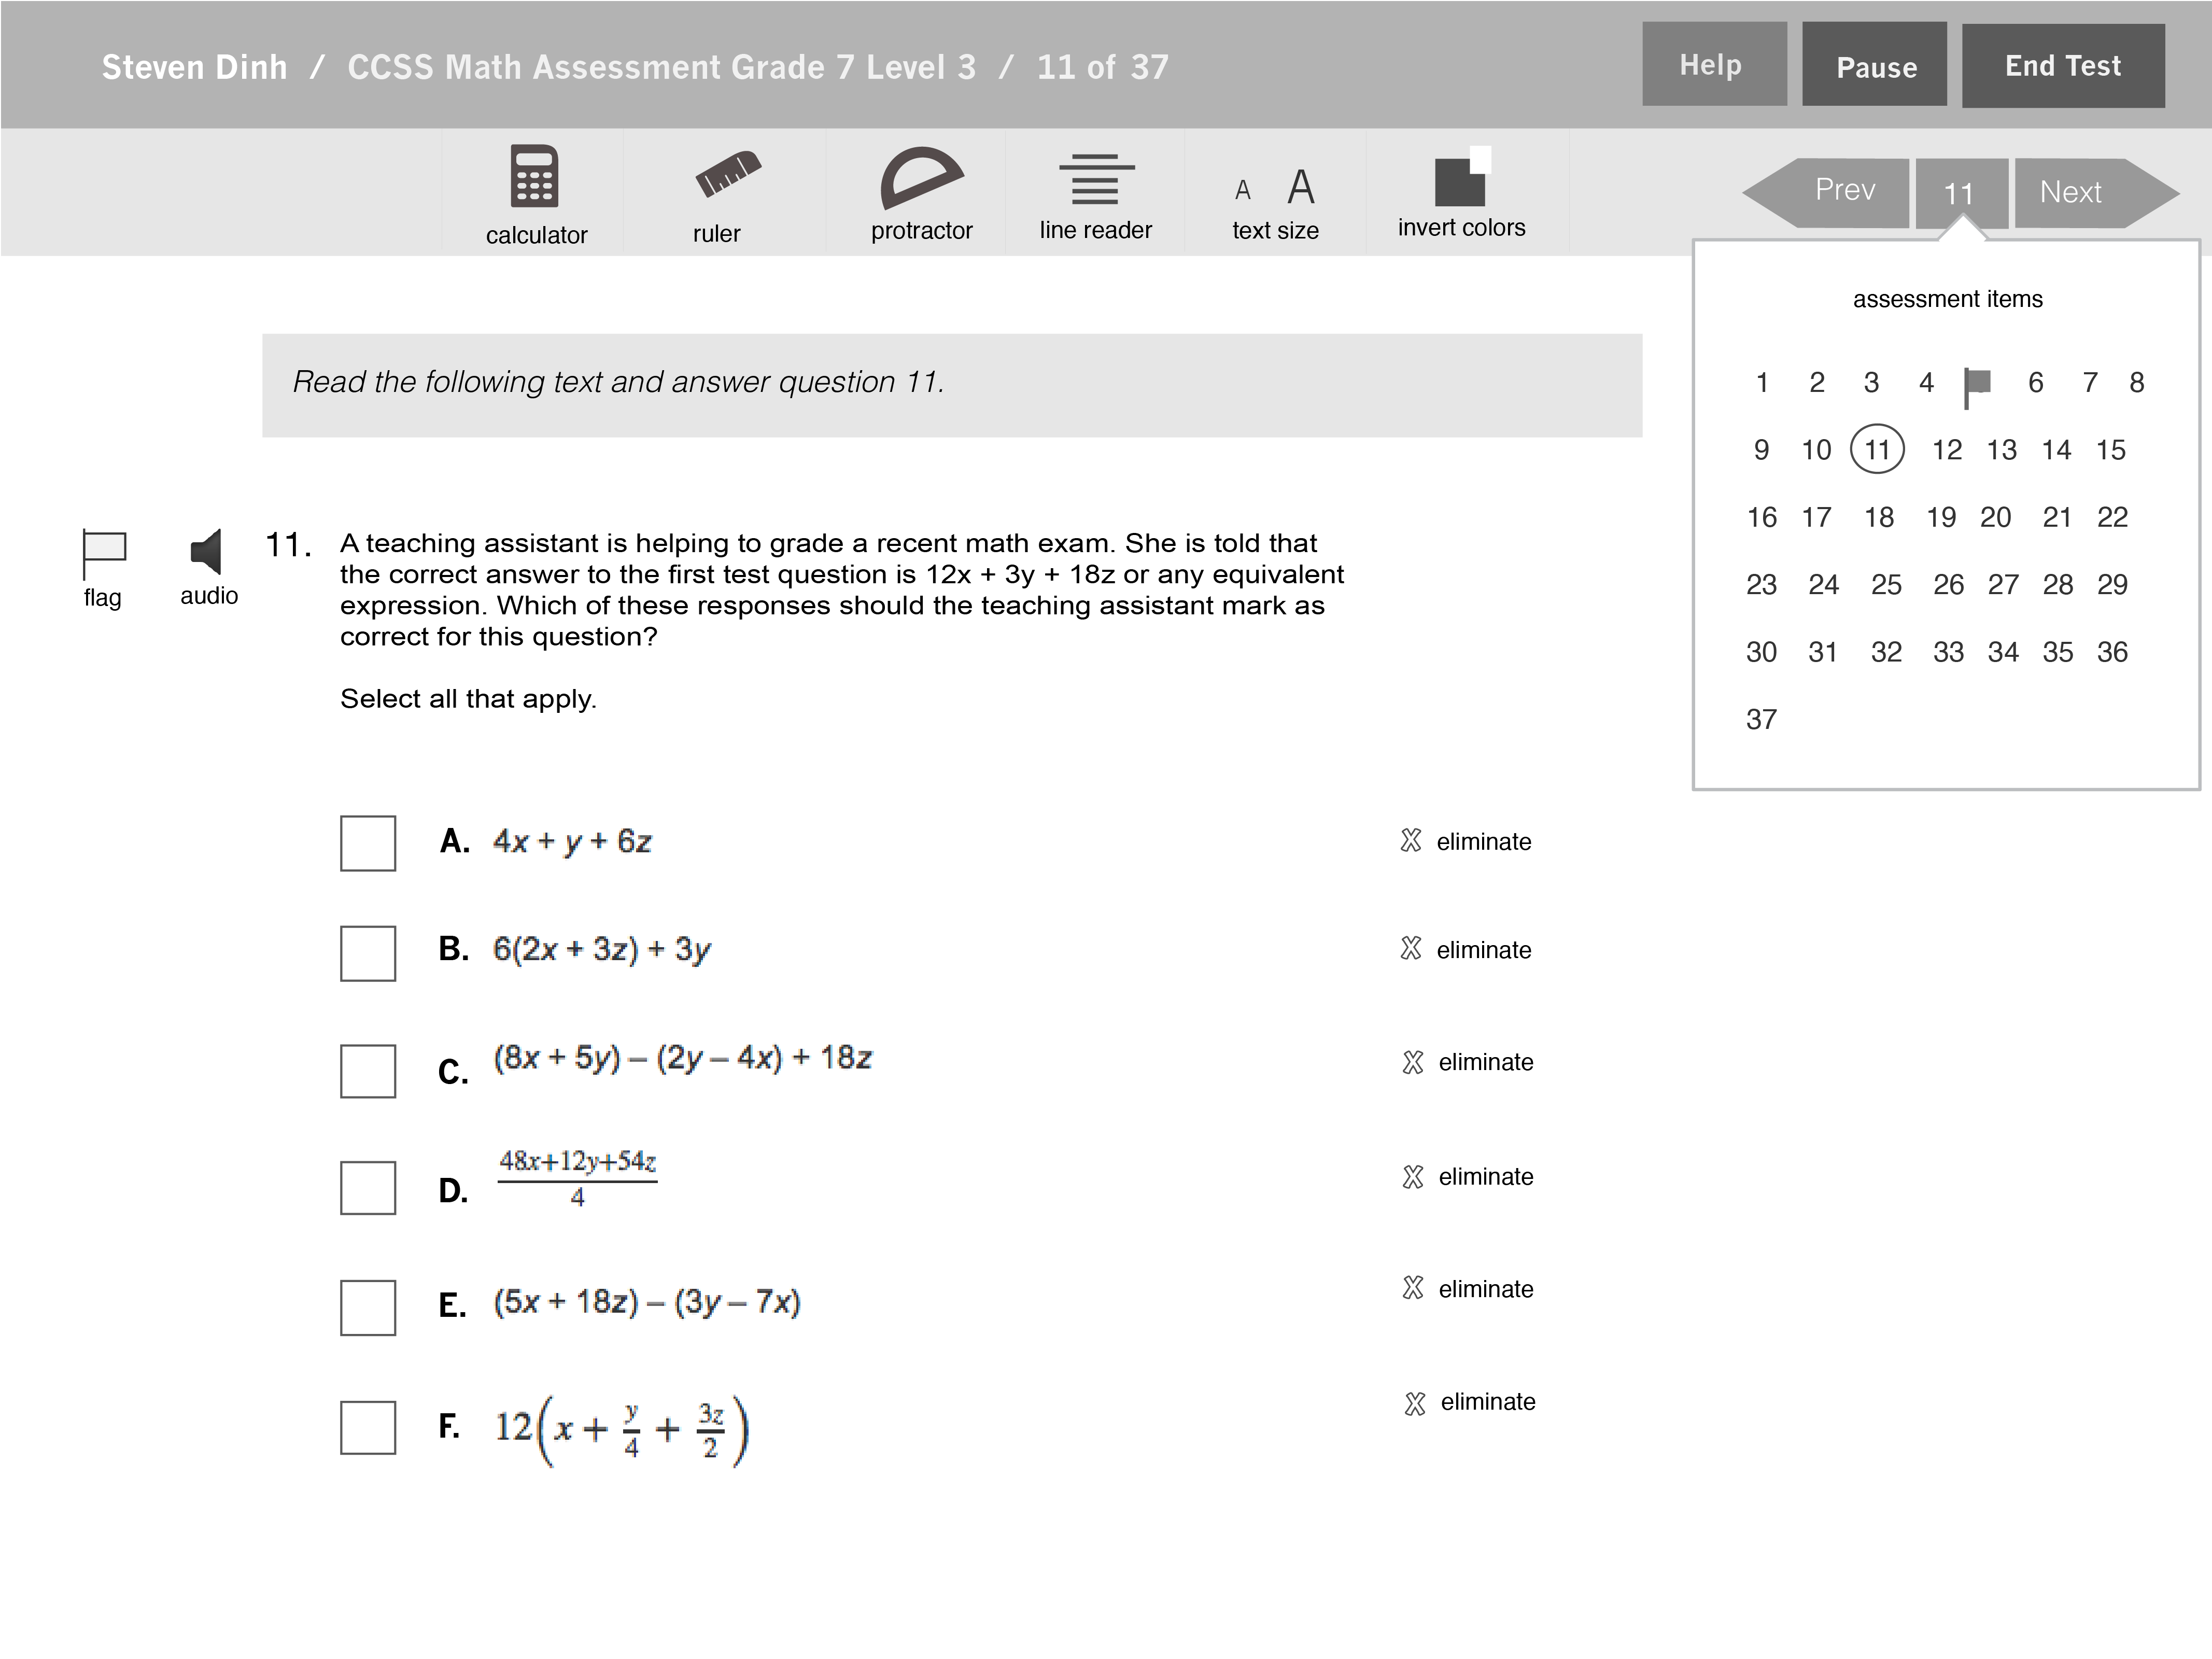 Steven Dinh / CCSS Math Assessment Grade 7 Level 3 / 11 of 37
Help
Pause
End Test
calculator
ruler
protractor
line reader
A A
text size
invert colors
Prev
11
Next
assessment items
1 2 3 4 6 7 8
9 10 11 12 13 14 15
16 17 18 19 20 21 22
23 24 25 26 27 28 29
30 31 32 33 34 35 36
37
Read the following text and answer question 11.
flag
audio
11. A teaching assistant is helping to grade a recent math exam. She is told that
the correct answer to the first test question is 12x + 3y + 18z or any equivalent
expression. Which of these responses should the teaching assistant mark as
correct for this question?
Select all that apply.
A. 4x + y + 6z
X eliminate
B. 6(2x + 3z) + 3y
X eliminate
C. (8x + 5y) – (2y – 4x) + 18z
X eliminate
D. 48x+12y+54z
4
X eliminate
E. (5x + 18z) – (3y – 7x)
X eliminate
F. 12(x + y/4 + 3z/2)
X eliminate